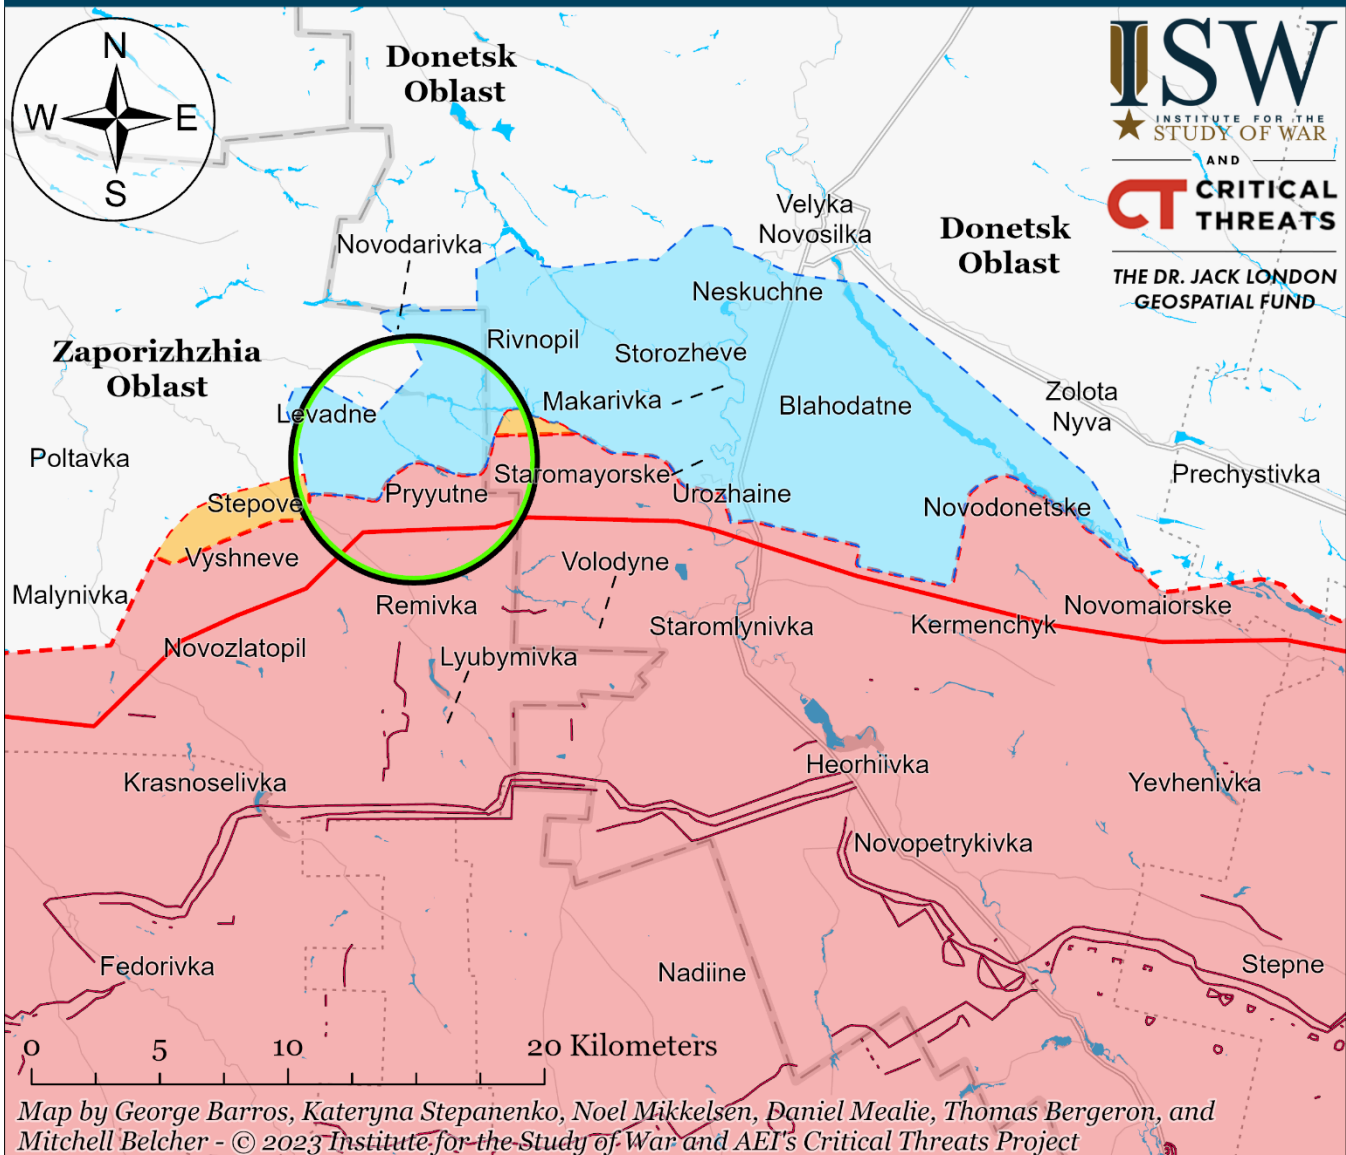 N
W
E
S
Donetsk
Oblast
ISW
INSTITUTE FOR THE
STUDY OF WAR
AND
CT CRITICAL
THREATS
THE DR. JACK LONDON
GEOSPATIAL FUND
Velyka
Novosilka
Donetsk
Oblast
Novodarivka
Neskuchne
Rivnopil
Storozheve
Zaporizhzhia
Oblast
Makarivka
Blahodatne
Zolota
Nyva
Levadne
Poltavka
Staromayorske
Prechystivka
Pryyutne
Urozhaine
Stepove
Novodonetske
Vyshneve
Volodyne
Malynivka
Remivka
Novomaiorske
Staromlynivka
Kermenchyk
Novozlatopil
Lyubymivka
Heorhiivka
Krasnoselivka
Yevhenivka
Novopetrykivka
Fedorivka
Nadiine
Stepne
0 5 10 20 Kilometers
Map by George Barros, Kateryna Stepanenko, Noel Mikkelsen, Daniel Mealie, Thomas Bergeron, and
Mitchell Belcher - © 2023 Institute for the Study of War and AEI's Critical Threats Project